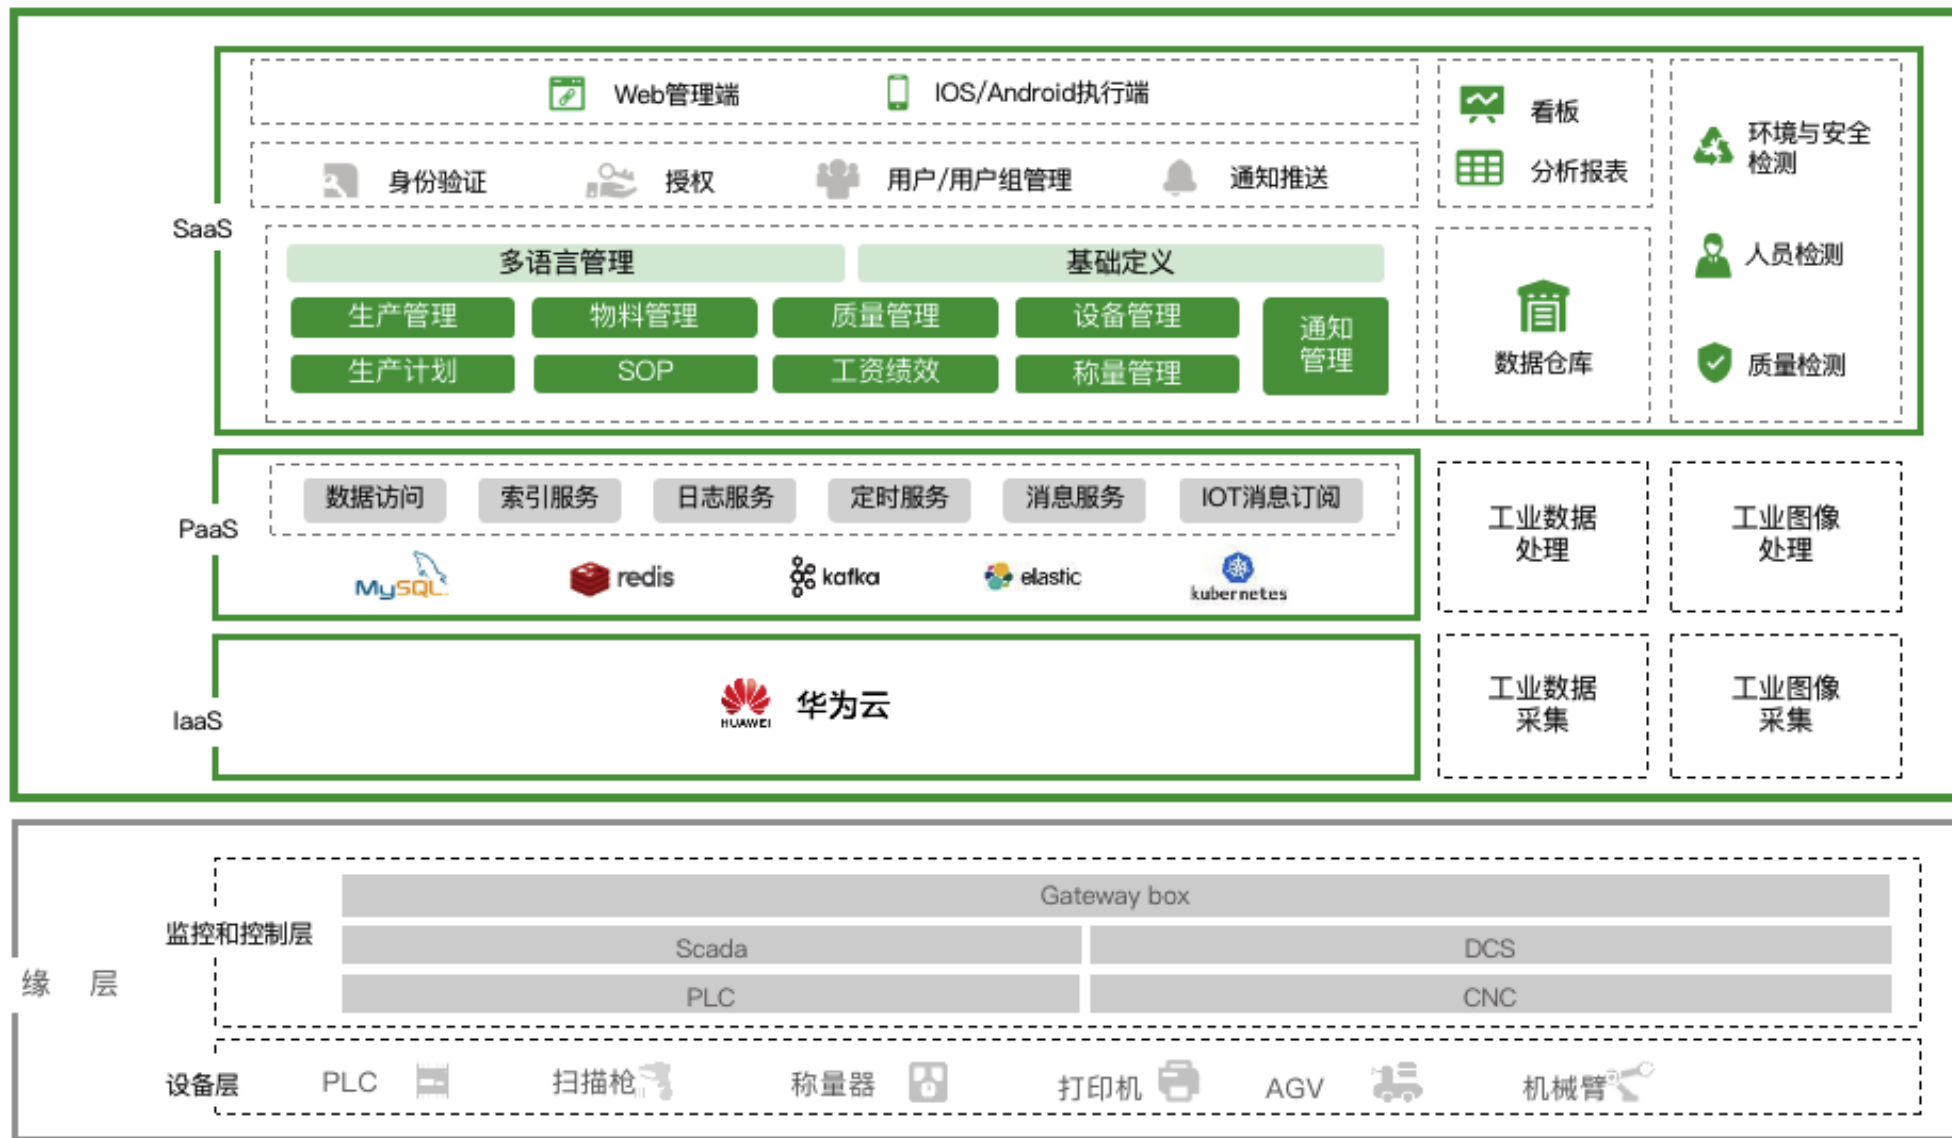 Web管理端
IOS/Android执行端
看板
分析报表
环境与安全
检测
身份验证
授权
用户/用户组管理
通知推送
SaaS
多语言管理
基础定义
人员检测
生产管理
物料管理
质量管理
设备管理
通知
管理
生产计划
SOP
工资绩效
称量管理
数据仓库
质量检测
PaaS
数据访问
索引服务
日志服务
定时服务
消息服务
IOT消息订阅
MySQL
redis
kafka
elastic
kubernetes
工业数据
处理
工业图像
处理
IaaS
HUAWEI
华为云
工业数据
采集
工业图像
采集
监控和控制层
Gateway box
Scada
DCS
PLC
CNC
缘 层
设备层
PLC
扫描枪
称量器
打印机
AGV
机械臂